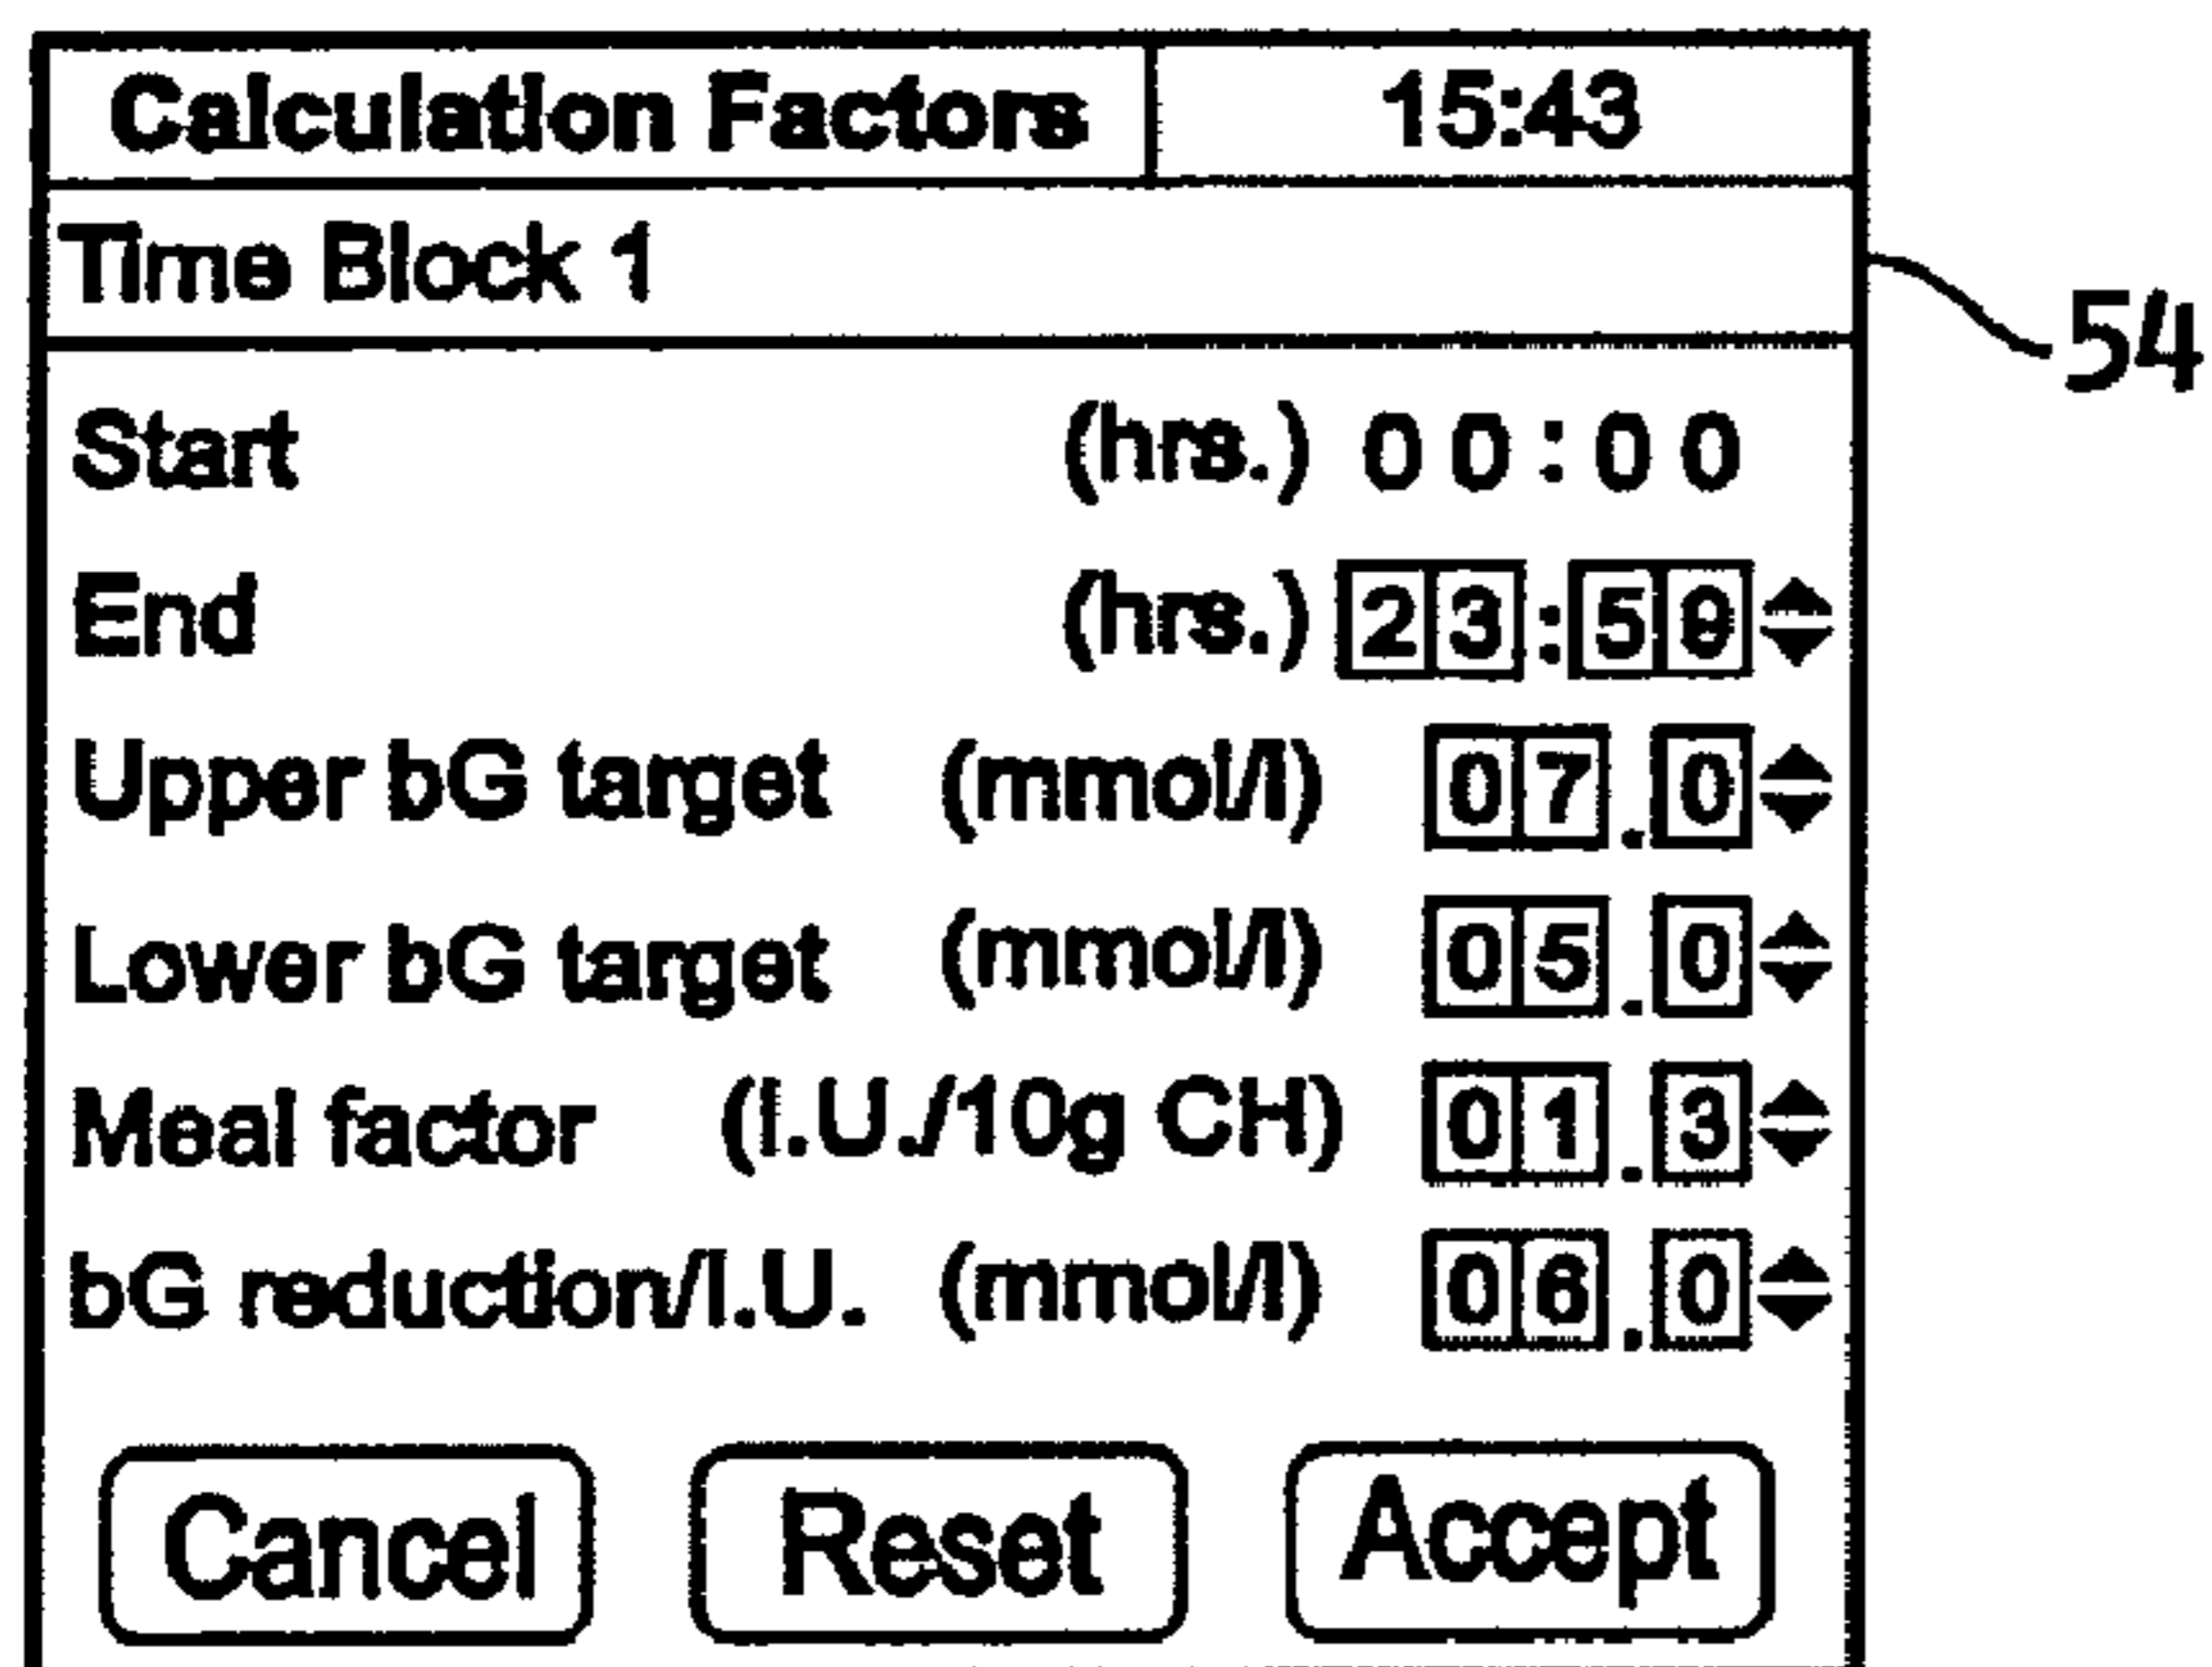 Calculation Factors 15:43
Time Block 1
54
Start (hrs.) 00:00
End (hrs.) 23:59
Upper bG target (mmol/l) 07.0
Lower bG target (mmol/l) 05.0
Meal factor (I.U./10g CH) 01.3
bG reduction/I.U. (mmol/l) 06.0
Cancel Reset Accept